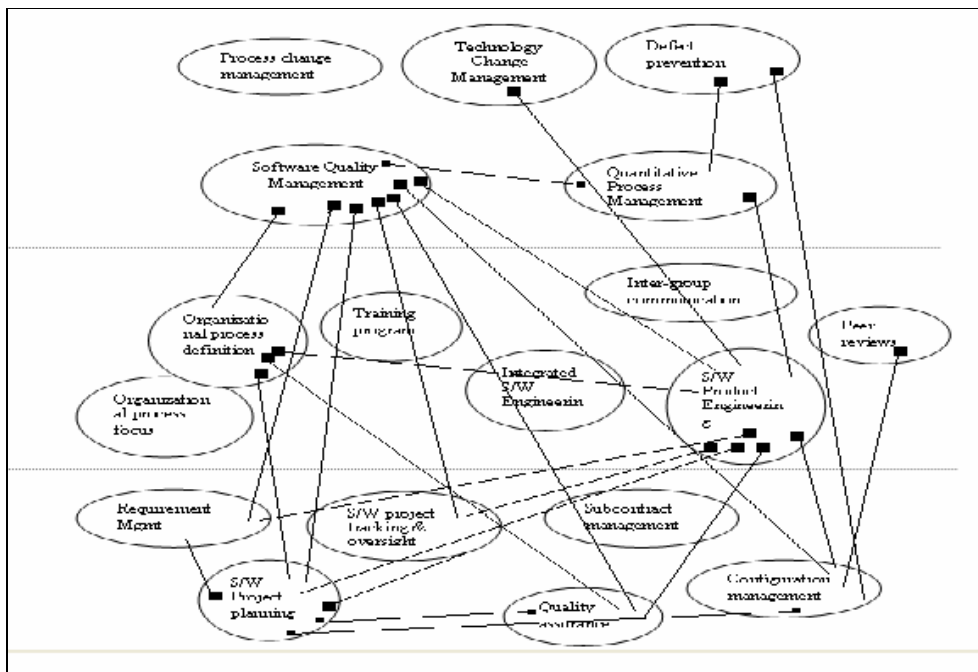 Process change
management
Technology
Change
Management
Defect
prevention
Software Quality
Management
Quantitative
Process
Management
Inter-group
communication
Organizatio
nal process
definition
Training
program
Peer
reviews
Integrated
S/W
Engineerin
S/W
Product
Engineerin
g
Organization
al process
focus
Requirement
Mgmt
S/W project
tracking &
oversight
Subcontract
management
S/W
Project
planning
Quality
assurance
Configuration
management